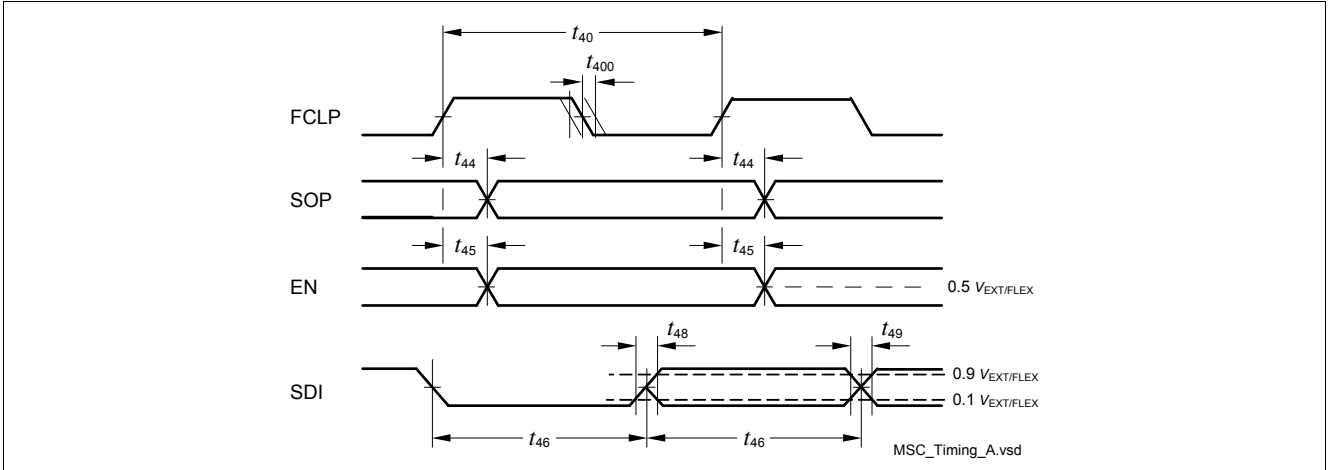 t40
t400
FCLP
t44 t44
SOP
t45 t45
EN
0.5 VEXT/FLEX
t48 t49
SDI
0.9 VEXT/FLEX
0.1 VEXT/FLEX
t46 t46
MSC_Timing_A.vsd